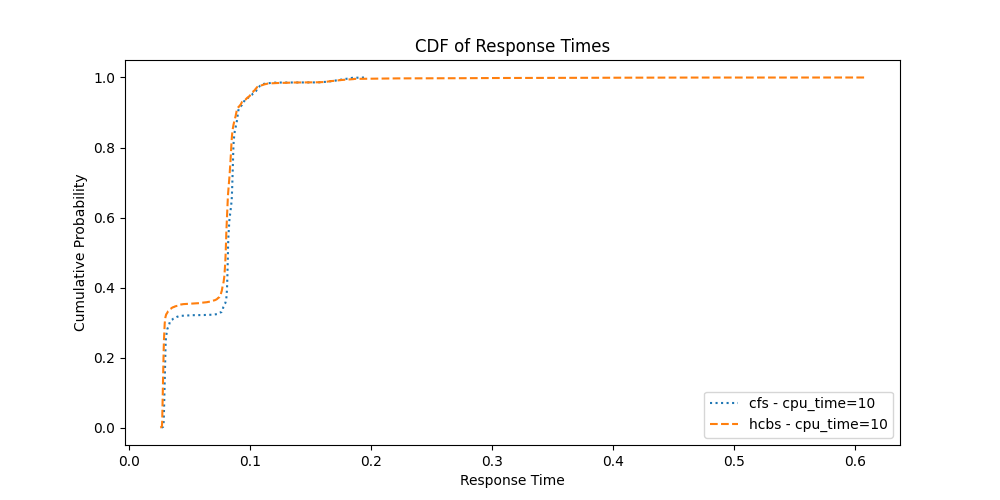 CDF of Response Times
Cumulative Probability
1.0
0.8
0.6
0.4
0.2
0.0
0.0 0.1 0.2 0.3 0.4 0.5 0.6
Response Time
cfs - cpu_time=10
hcbs - cpu_time=10